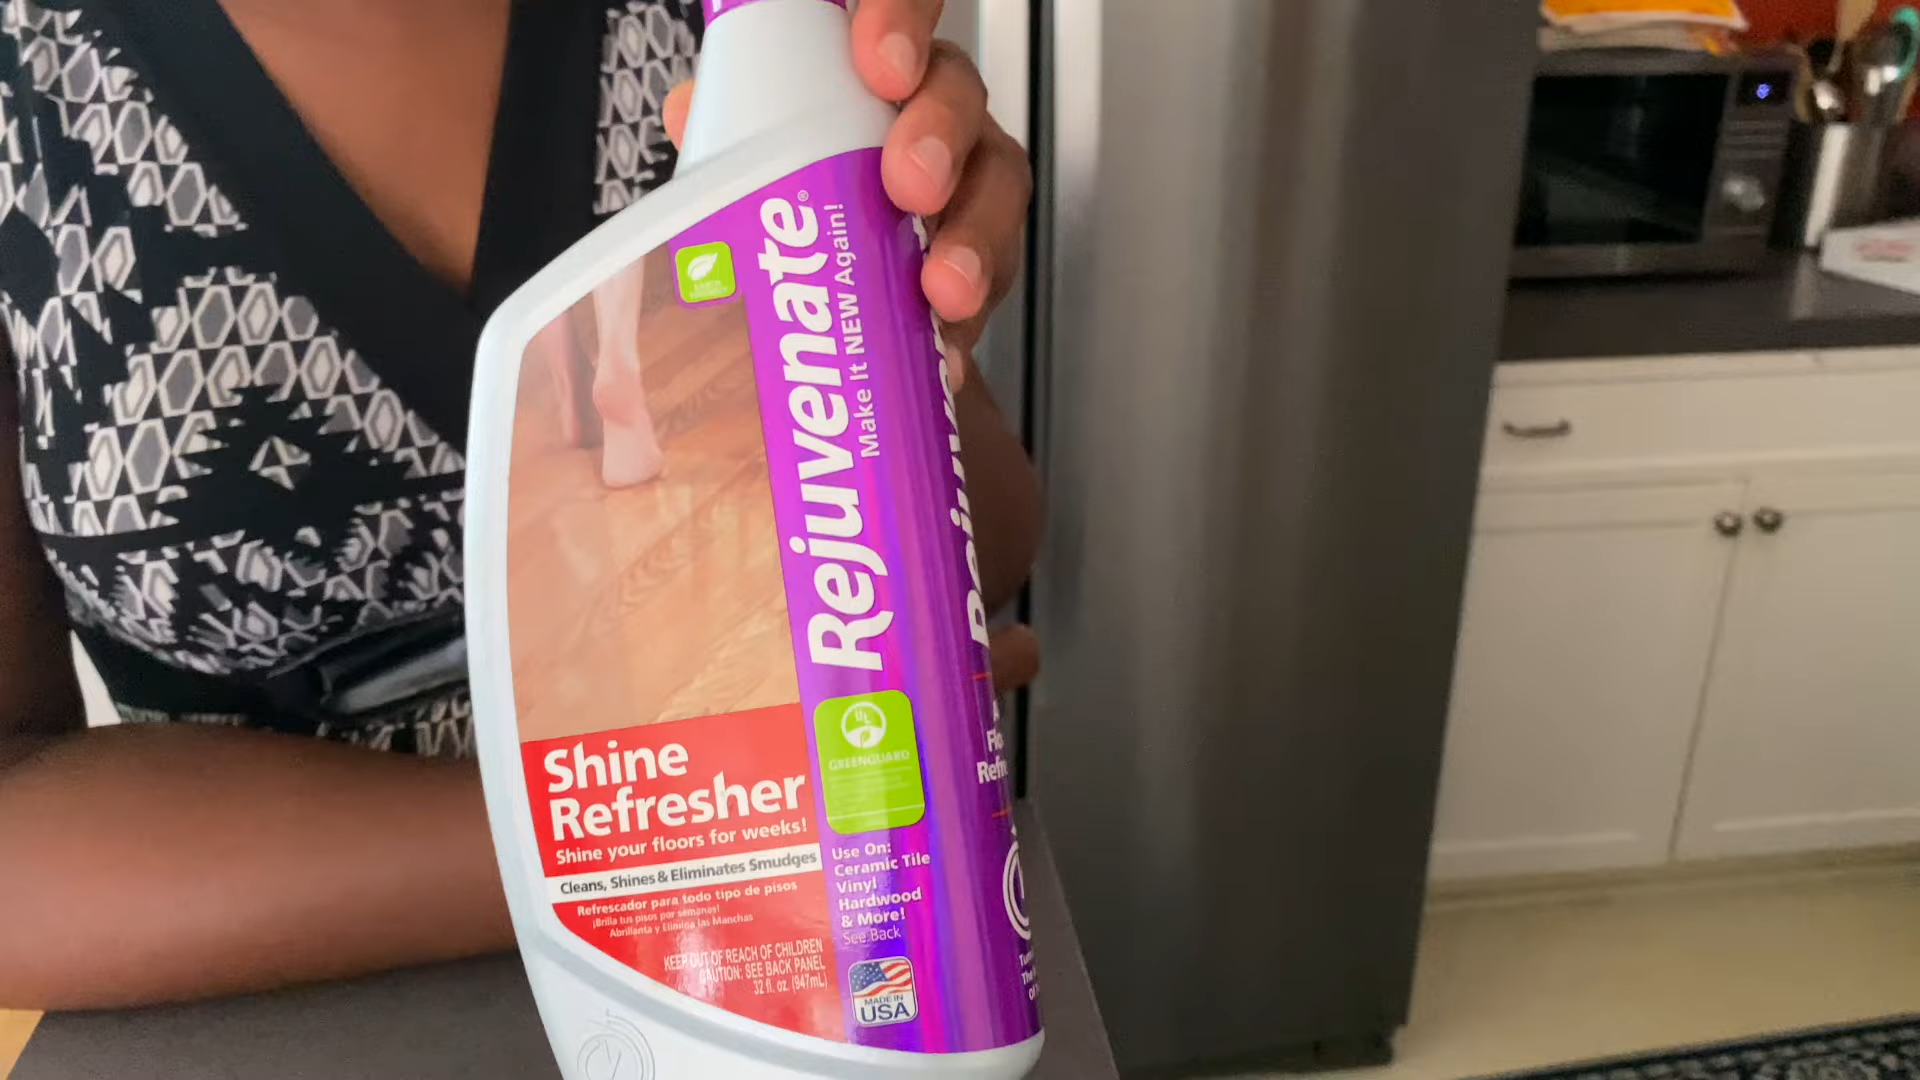 Rejuvenate®
Make It NEW Again!
GREENGUARD
Shine
Refresher
Shine your floors for weeks!
Cleans, Shines & Eliminates Smudges
Refrescador para todo tipo de pisos
¡Brilla tus pisos por semanas!
Abrillanta y Elimina las Manchas
KEEP OUT OF REACH OF CHILDREN
CAUTION: SEE BACK PANEL
32 fl. oz. (947mL)
Use On:
Ceramic Tile
Vinyl
Hardwood
& More!
See Back
MADE IN
USA